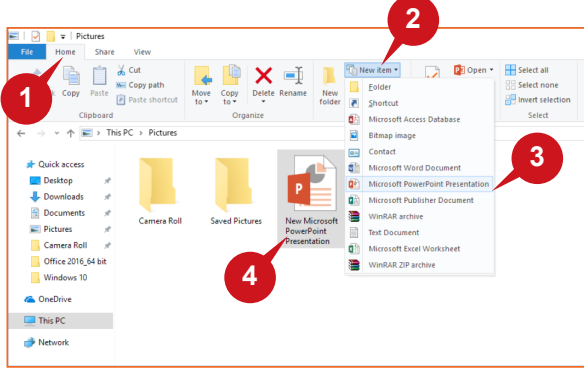 Pictures
File Home Share View
Copy
Paste
Cut
Copy path
Paste shortcut
Clipboard
Move to
Copy to
Delete
Rename
Organize
New folder
New item
Open
Select all
Select none
Invert selection
Select
This PC > Pictures
Quick access
Desktop
Downloads
Documents
Pictures
Camera Roll
Office 2016_64 bit
Windows 10
OneDrive
This PC
Network
Camera Roll
Saved Pictures
New Microsoft
PowerPoint
Presentation
Folder
Shortcut
Microsoft Access Database
Bitmap image
Contact
Microsoft Word Document
Microsoft PowerPoint Presentation
Microsoft Publisher Document
WinRAR archive
Text Document
Microsoft Excel Worksheet
WinRAR ZIP archive
1
2
3
4